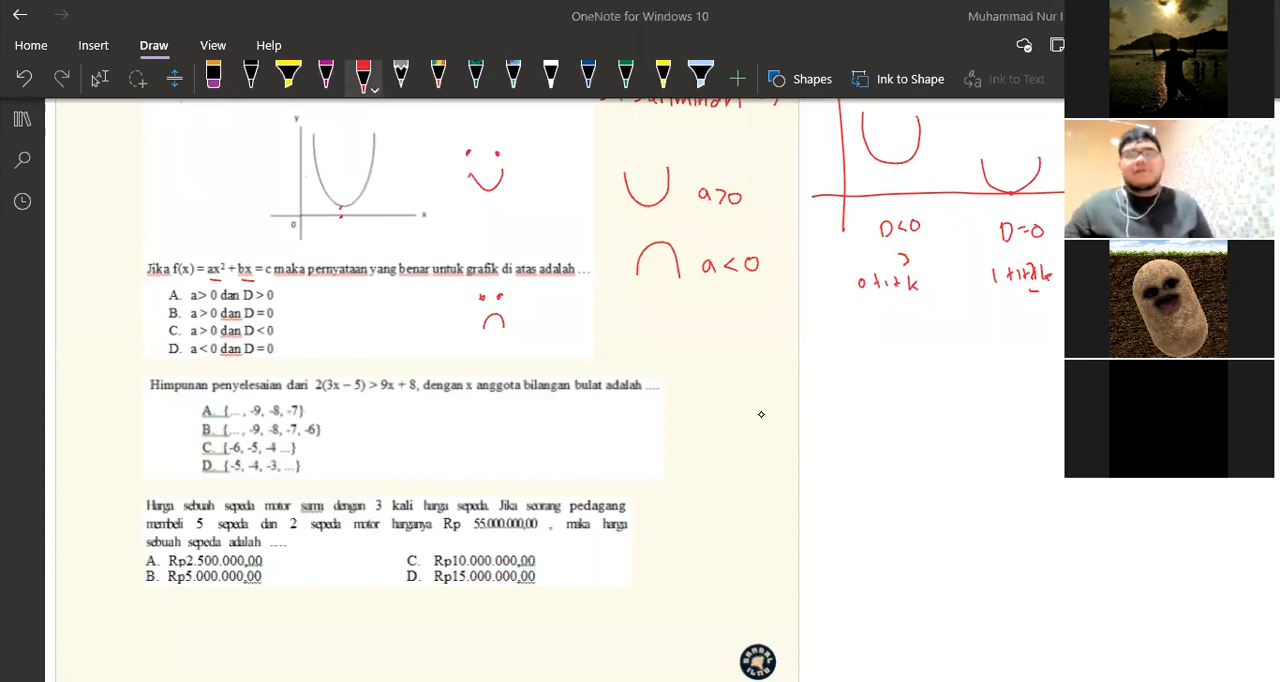 OneNote for Windows 10
Muhammad Nur I
Home Insert Draw View Help
Shapes Ink to Shape Ink to Text
y
x
0
Jika f(x) = ax² + bx = c maka pernyataan yang benar untuk grafik di atas adalah ...
A. a > 0 dan D > 0
B. a > 0 dan D = 0
C. a > 0 dan D < 0
D. a < 0 dan D = 0
a>0
a<0
D<0
D=0
0 titik
1 titik
Himpunan penyelesaian dari 2(3x – 5) > 9x + 8, dengan x anggota bilangan bulat adalah ....
A. {... , -9, -8, -7}
B. {... , -9, -8, -7, -6}
C. {-6, -5, -4 ...}
D. {-5, -4, -3, ...}
Harga sebuah sepeda motor sama dengan 3 kali harga sepeda. Jika seorang pedagang
membeli 5 sepeda dan 2 sepeda motor harganya Rp 55.000.000,00 , maka harga
sebuah sepeda adalah ....
A. Rp2.500.000,00 C. Rp10.000.000,00
B. Rp5.000.000,00 D. Rp15.000.000,00